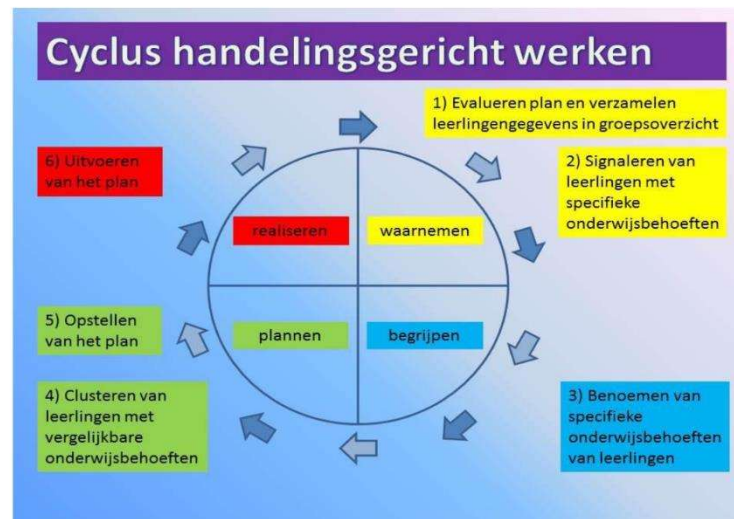 Cyclus handelingsgericht werken
1) Evalueren plan en verzamelen
leerlingengegevens in groepsoverzicht
2) Signaleren van
leerlingen met
specifieke
onderwijsbehoeften
3) Benoemen van
specifieke
onderwijsbehoeften
van leerlingen
4) Clusteren van
leerlingen met
vergelijkbare
onderwijsbehoeften
5) Opstellen
van het plan
6) Uitvoeren
van het plan
realiseren
waarnemen
plannen
begrijpen